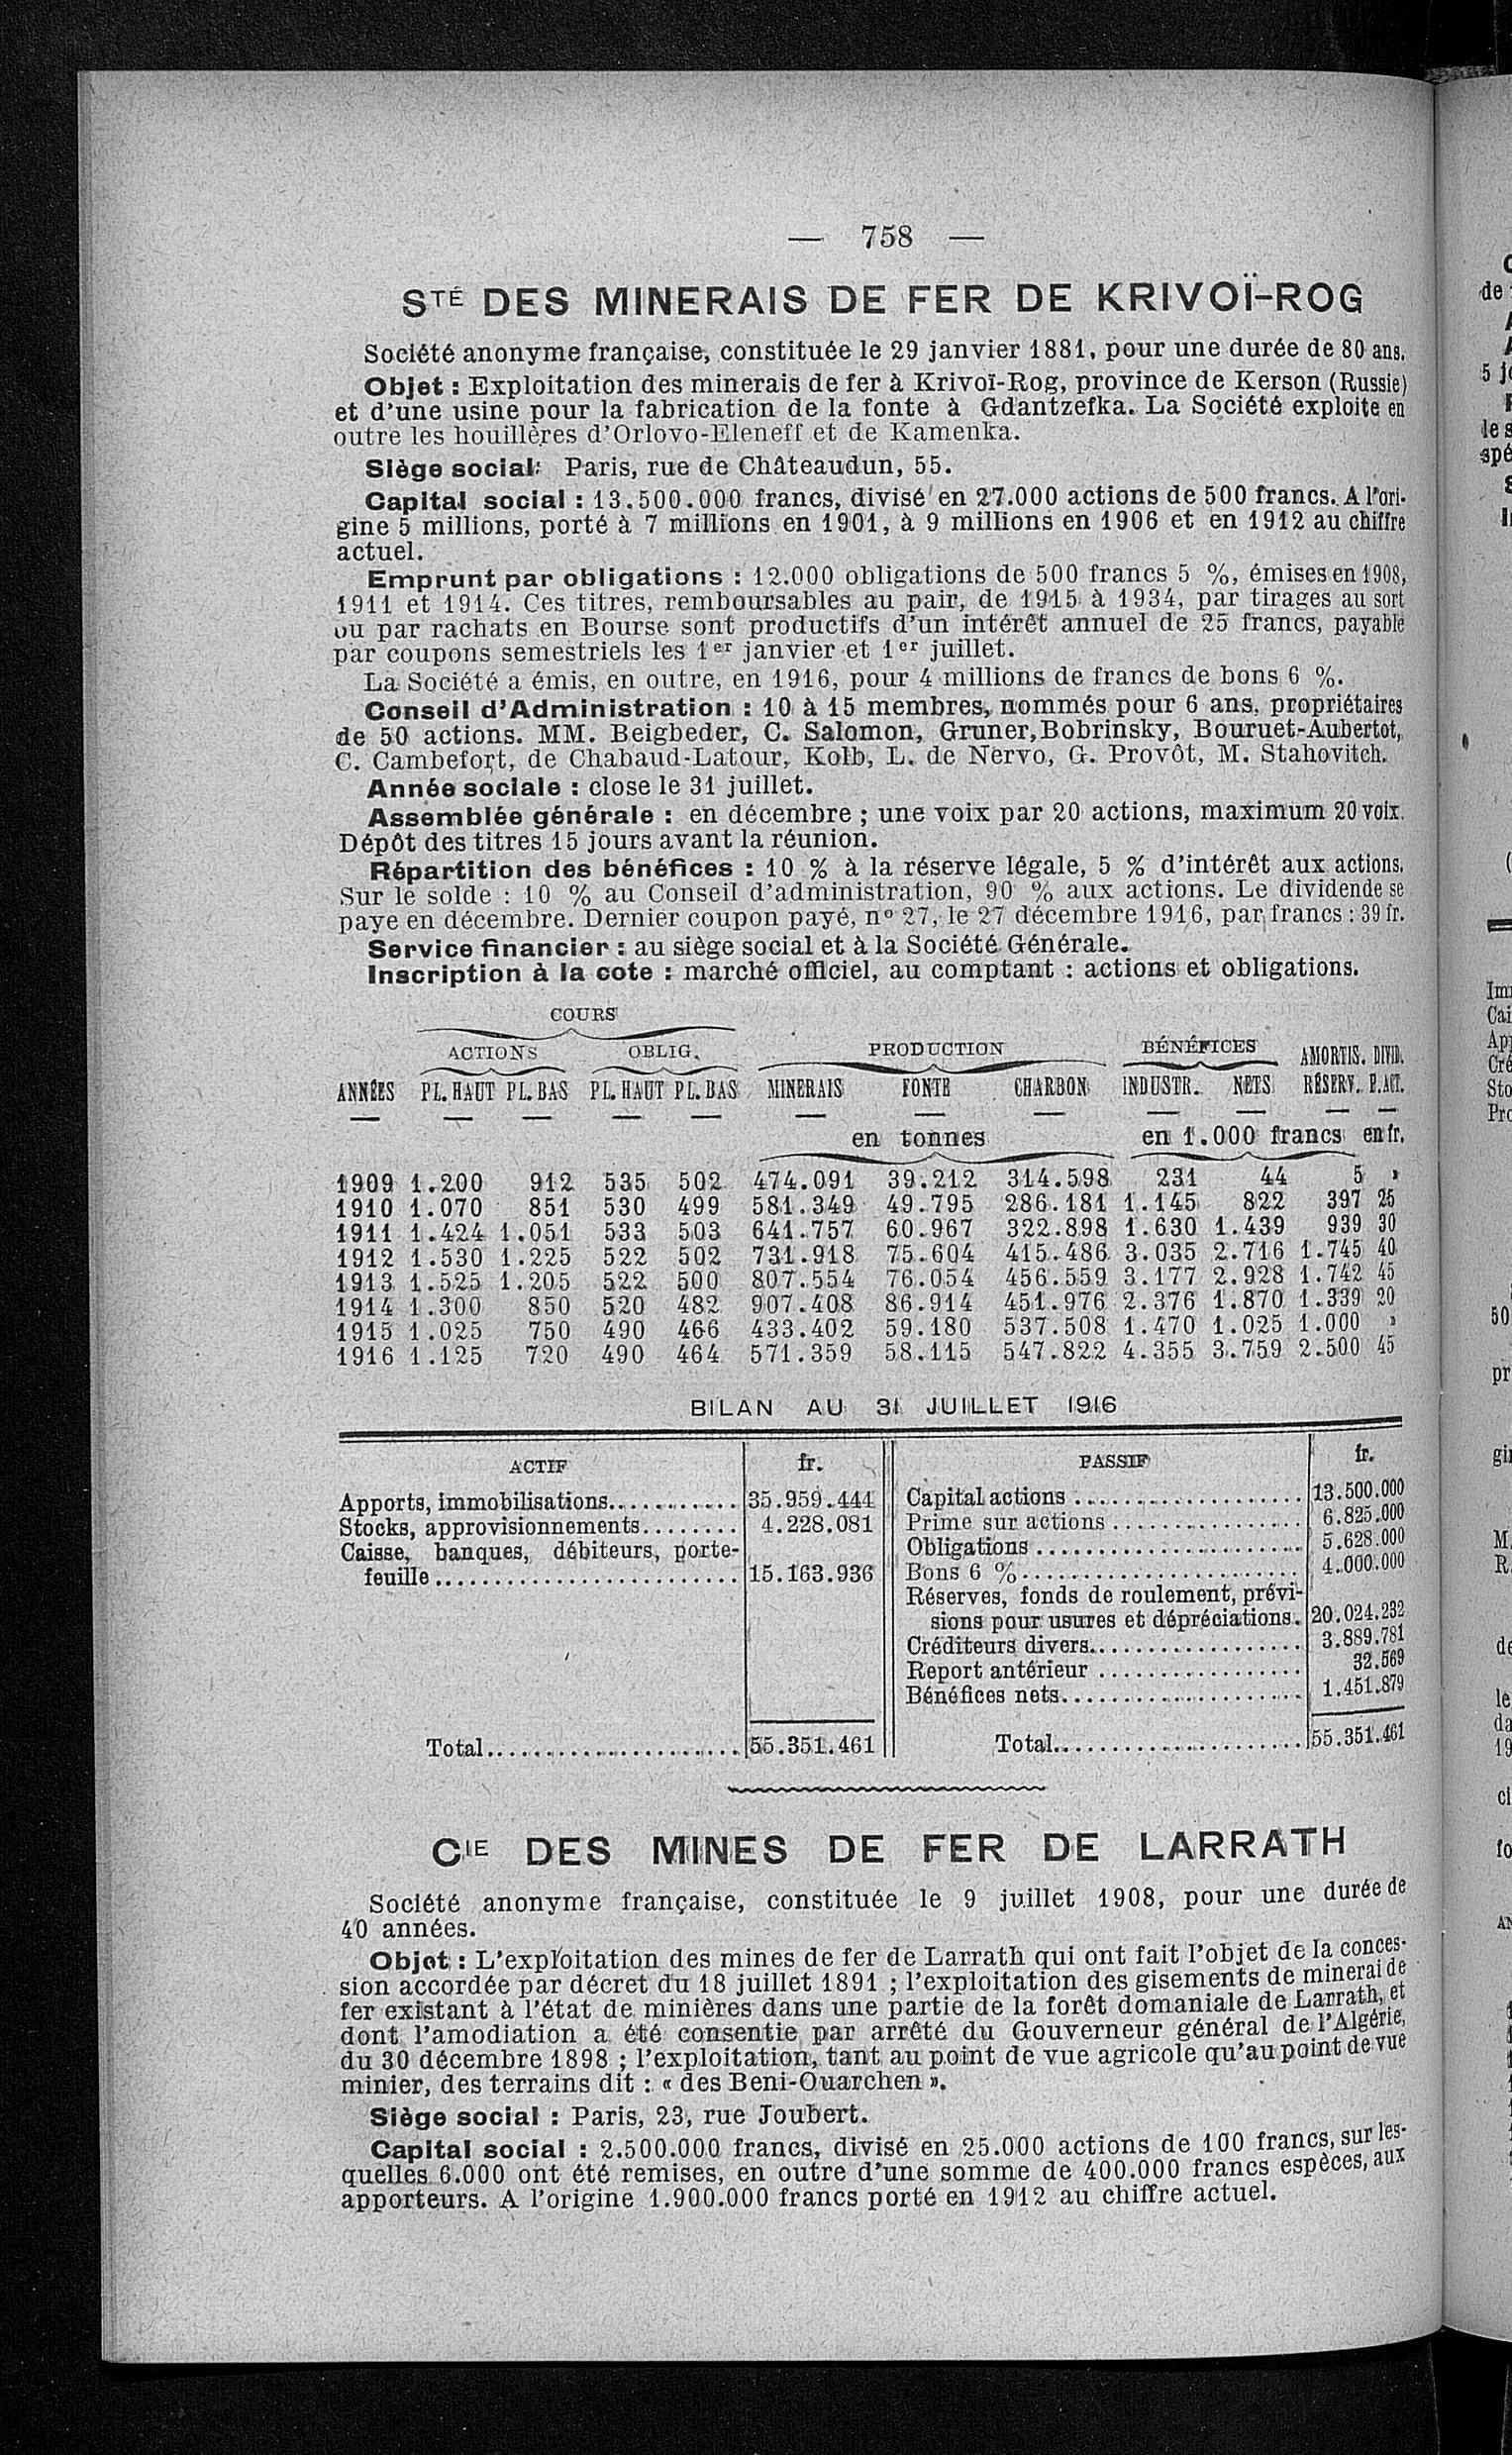 — 758 —
STÉ DES MINERAIS DE FER DE KRIVOÏ-ROG
Société anonyme française, constituée le 29 janvier 1881, pour une durée de 80 ans.
Objet : Exploitation des minerais de fer à Krivoï-Rog, province de Kerson (Russie)
et d'une usine pour la fabrication de la fonte à Gdantzefka. La Société exploite en
outre les houillères d'Orlovo-Eleneff et de Kamenka.
Siège social: Paris, rue de Châteaudun, 55.
Capital social : 13.500.000 francs, divisé en 27.000 actions de 500 francs. A l'ori-
gine 5 millions, porté à 7 millions en 1901, à 9 millions en 1906 et en 1912 au chiffre
actuel.
Emprunt par obligations : 12.000 obligations de 500 francs 5 %, émises en 1908,
1911 et 1914. Ces titres, remboursables au pair, de 1915 à 1934, par tirages au sort
ou par rachats en Bourse sont productifs d'un intérêt annuel de 25 francs, payable
par coupons semestriels les 1er janvier et 1er juillet.
La Société a émis, en outre, en 1916, pour 4 millions de francs de bons 6 %.
Conseil d'Administration : 10 à 15 membres, nommés pour 6 ans, propriétaires
de 50 actions. MM. Beigbeder, C. Salomon, Gruner, Bobrinsky, Bouruet-Aubertot,
C. Cambefort, de Chabaud-Latour, Kolb, L. de Nervo, G. Provôt, M. Stahovitch.
Année sociale : close le 31 juillet.
Assemblée générale : en décembre ; une voix par 20 actions, maximum 20 voix.
Dépôt des titres 15 jours avant la réunion.
Répartition des bénéfices : 10 % à la réserve légale, 5 % d'intérêt aux actions.
Sur le solde : 10 % au Conseil d'administration, 90 % aux actions. Le dividende se
paye en décembre. Dernier coupon payé, nº 27, le 27 décembre 1916, par francs : 39 fr.
Service financier : au siège social et à la Société Générale.
Inscription à la cote : marché officiel, au comptant : actions et obligations.
COURS
ACTIONS OBLIG. PRODUCTION BÉNÉFICES AMORTIS. DIVID.
ANNÉES PL. HAUT PL. BAS PL. HAUT PL. BAS MINERAIS FONTE CHARBON INDUSTR. NETS RÉSERV. P. ACT.
en tonnes en 1.000 francs en fr.
1909 1.200 912 535 502 474.091 39.212 314.598 231 44 5 »
1910 1.070 851 530 499 581.349 49.795 286.181 1.145 822 397 25
1911 1.424 1.051 533 503 641.757 60.967 322.898 1.630 1.439 939 30
1912 1.530 1.225 522 502 731.918 75.604 415.486 3.035 2.716 1.745 40
1913 1.525 1.205 522 500 807.554 76.054 456.559 3.177 2.928 1.742 45
1914 1.300 850 520 482 907.408 86.914 451.976 2.376 1.870 1.339 20
1915 1.025 750 490 466 433.402 59.180 537.508 1.470 1.025 1.000 »
1916 1.125 720 490 464 571.359 58.115 547.822 4.355 3.759 2.500 45
BILAN AU 31 JUILLET 1916
ACTIF fr.
Apports, immobilisations........... 35.959.444
Stocks, approvisionnements........ 4.228.081
Caisse, banques, débiteurs, porte-
feuille.......................... 15.163.936
Total..................... 55.351.461
PASSIF fr.
Capital actions .................... 13.500.000
Prime sur actions ................ 6.825.000
Obligations ....................... 5.628.000
Bons 6 %....................... 4.000.000
Réserves, fonds de roulement, prévi-
sions pour usures et dépréciations. 20.024.232
Créditeurs divers.................. 3.889.781
Report antérieur ................. 32.569
Bénéfices nets..................... 1.451.879
Total..................... 55.351.461
CIE DES MINES DE FER DE LARRATH
Société anonyme française, constituée le 9 juillet 1908, pour une durée de
40 années.
Objet : L'exploitation des mines de fer de Larrath qui ont fait l'objet de la conces-
sion accordée par décret du 18 juillet 1891 ; l'exploitation des gisements de minerai de
fer existant à l'état de minières dans une partie de la forêt domaniale de Larrath, et
dont l'amodiation a été consentie par arrêté du Gouverneur général de l'Algérie,
du 30 décembre 1898 ; l'exploitation, tant au point de vue agricole qu'au point de vue
minier, des terrains dit : « des Beni-Ouarchen ».
Siège social : Paris, 23, rue Joubert.
Capital social : 2.500.000 francs, divisé en 25.000 actions de 100 francs, sur les-
quelles 6.000 ont été remises, en outre d'une somme de 400.000 francs espèces, aux
apporteurs. A l'origine 1.900.000 francs porté en 1912 au chiffre actuel.